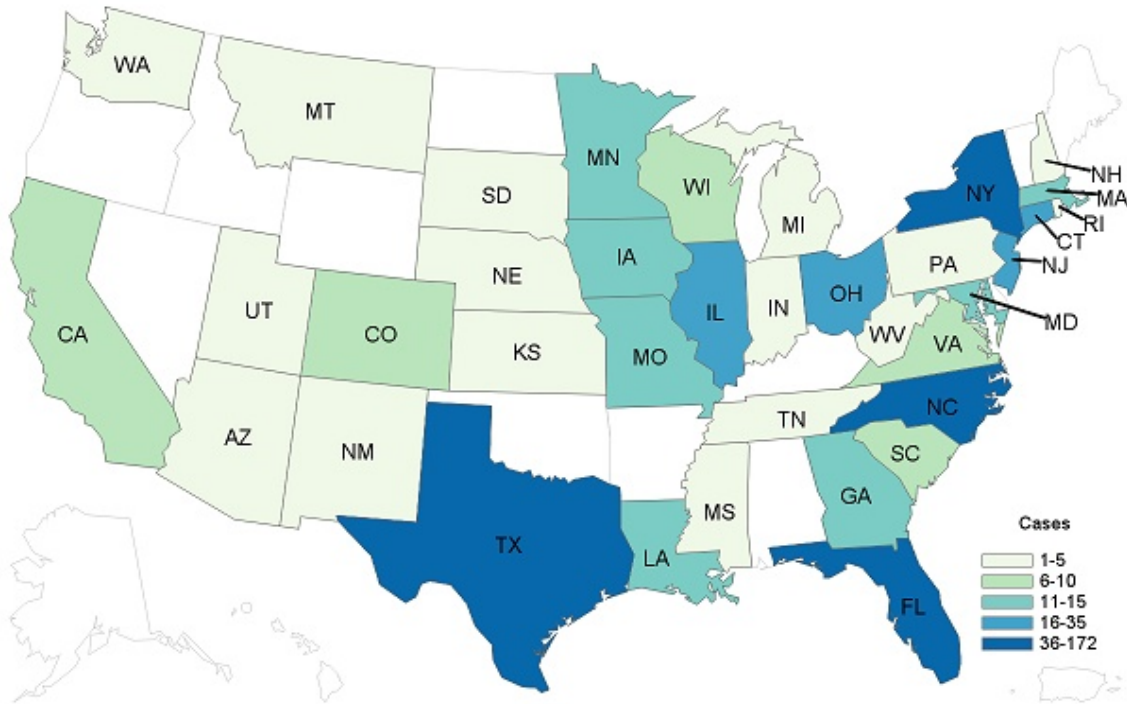 WA
MT
MN
NH
SD
WI
NY
MA
MI
RI
CT
IA
NE
PA
NJ
OH
UT
IL
IN
MD
CA
CO
WV
VA
KS
MO
NC
TN
AZ
NM
SC
GA
MS
Cases
TX
LA
1-5
6-10
11-15
FL
16-35
36-172